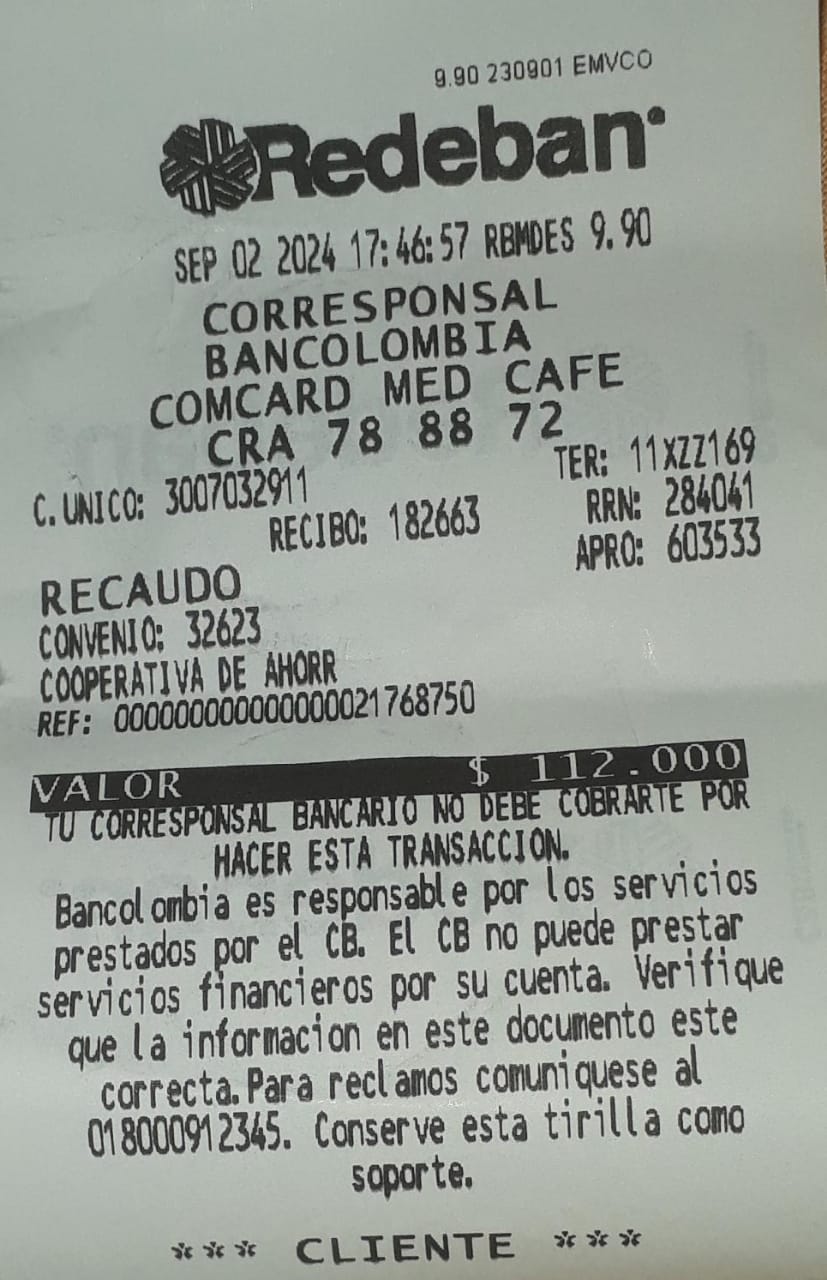 9.90 230901 EMVCO
Redeban
SEP 02 2024 17:46:57 RBMDES 9.90
CORRESPONSAL
BANCOLOMBIA
COMCARD MED CAFE
CRA 78 88 72
C. UNICO: 3007032911 TER: 11XZZ169
RECIBO: 182663 RRN: 284041
APRO: 603533
RECAUDO
CONVENIO: 32623
COOPERATIVA DE AHORR
REF: 0000000000000000021768750
VALOR $ 112.000
TU CORRESPONSAL BANCARIO NO DEBE COBRARTE POR
HACER ESTA TRANSACCION.
Bancolombia es responsable por los servicios
prestados por el CB. El CB no puede prestar
servicios financieros por su cuenta. Verifique
que la informacion en este documento este
correcta. Para reclamos comuniquese al
018000912345. Conserve esta tirilla como
soporte.
*** CLIENTE ***